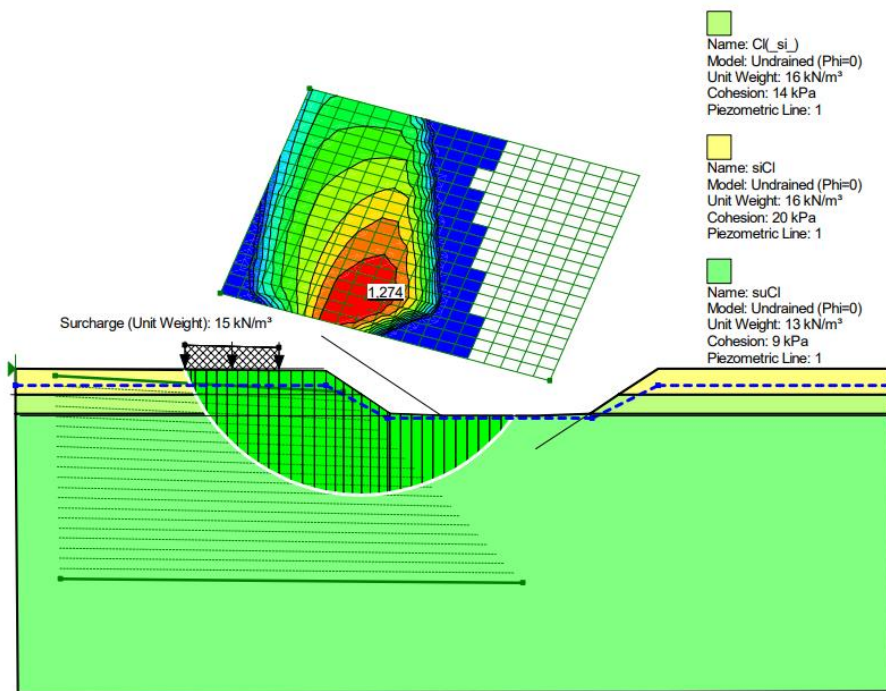 Name: Cl(_si_)
Model: Undrained (Phi=0)
Unit Weight: 16 kN/m³
Cohesion: 14 kPa
Piezometric Line: 1
Name: siCl
Model: Undrained (Phi=0)
Unit Weight: 16 kN/m³
Cohesion: 20 kPa
Piezometric Line: 1
Name: suCl
Model: Undrained (Phi=0)
Unit Weight: 13 kN/m³
Cohesion: 9 kPa
Piezometric Line: 1
1.274
Surcharge (Unit Weight): 15 kN/m³